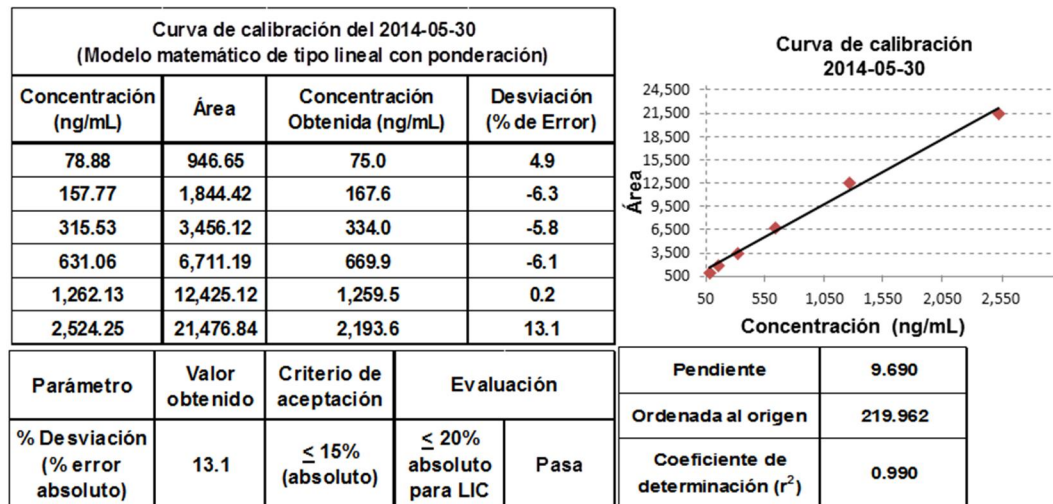 Curva de calibración del 2014-05-30
(Modelo matemático de tipo lineal con ponderación)
Concentración (ng/mL) Área Concentración Obtenida (ng/mL) Desviación (% de Error)
78.88 946.65 75.0 4.9
157.77 1,844.42 167.6 -6.3
315.53 3,456.12 334.0 -5.8
631.06 6,711.19 669.9 -6.1
1,262.13 12,425.12 1,259.5 0.2
2,524.25 21,476.84 2,193.6 13.1
Parámetro Valor obtenido Criterio de aceptación Evaluación
% Desviación (% error absoluto) 13.1 ≤ 15% (absoluto) ≤ 20% absoluto para LIC Pasa
Curva de calibración
2014-05-30
Área
24,500
21,500
18,500
15,500
12,500
9,500
6,500
3,500
500
50 550 1,050 1,550 2,050 2,550
Concentración (ng/mL)
Pendiente 9.690
Ordenada al origen 219.962
Coeficiente de determinación (r²) 0.990